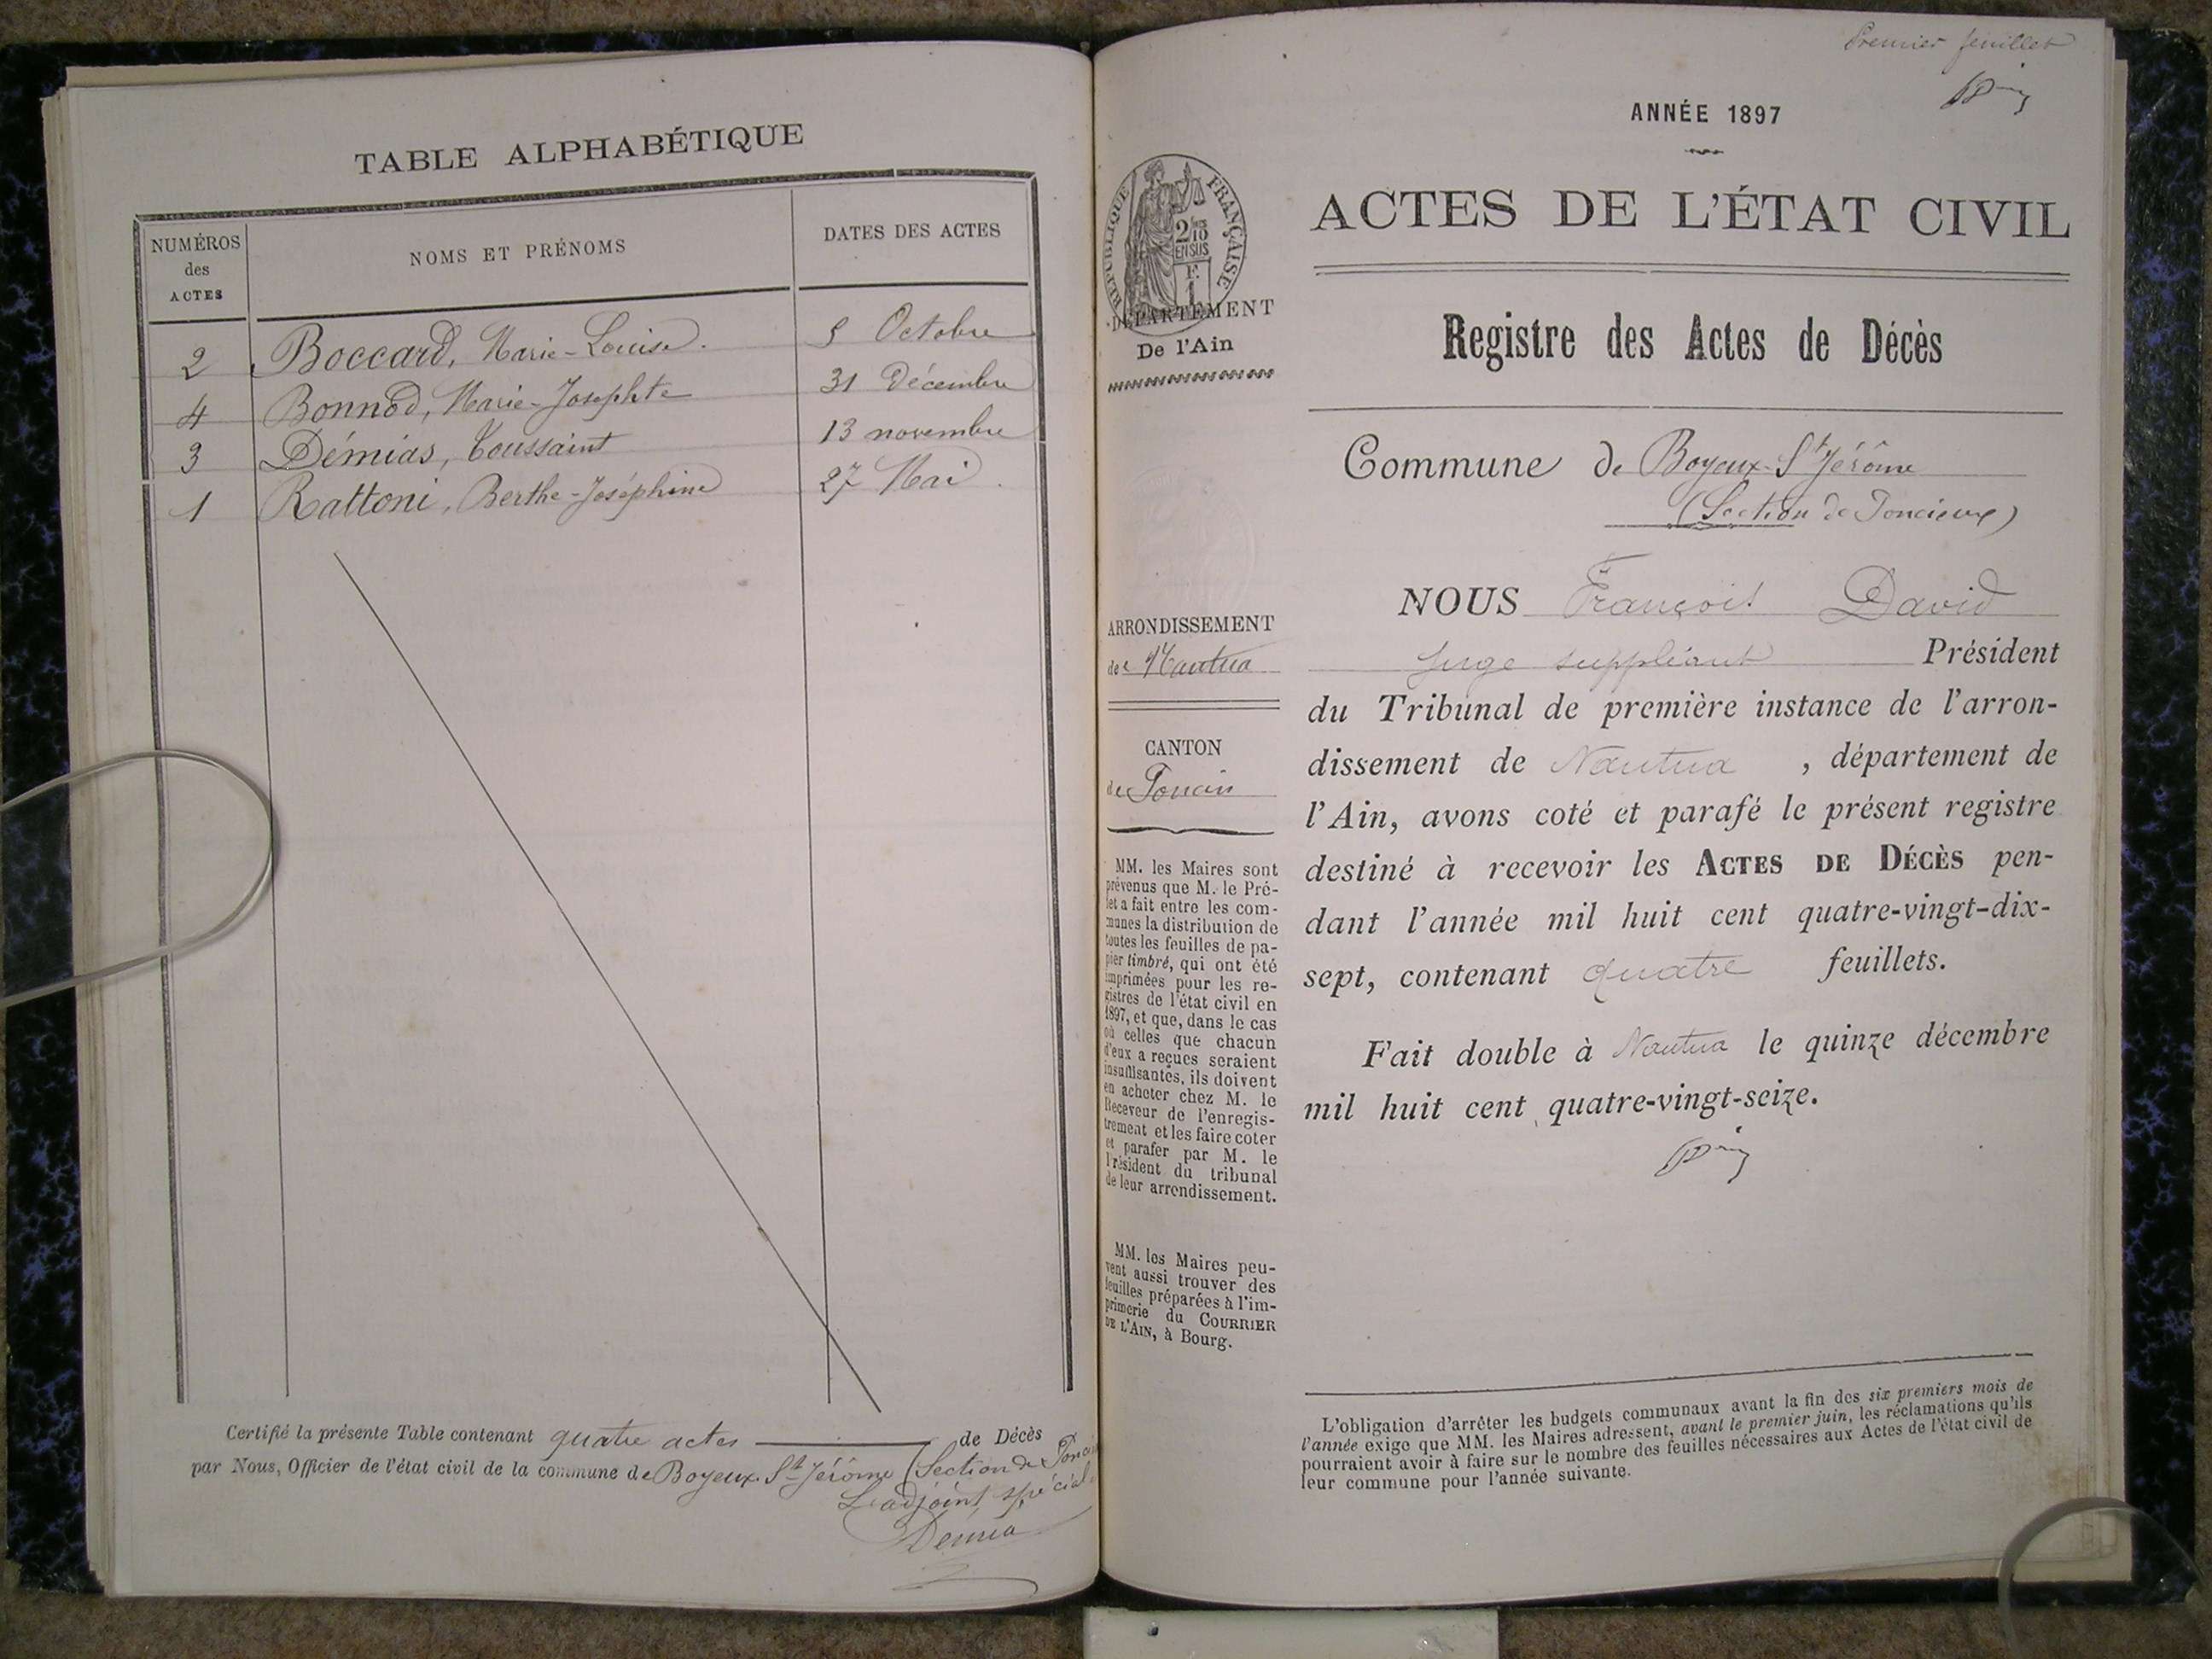 TABLE ALPHABÉTIQUE
NUMÉROS
des
ACTES
NOMS ET PRÉNOMS
DATES DES ACTES
2 Boccard, Marie-Louise. 5 Octobre
4 Bonnod, Marie-Josephte 31 Décembre
3 Démias, Toussaint 13 novembre
1 Rattoni, Berthe-Joséphine 27 Mai.
Certifié la présente Table contenant quatre actes de Décès
par Nous, Officier de l'état civil de la commune de Boyeux-St-Jérôme (Section de
L'adjoint spécial
Demia
Premier feuillet
ANNÉE 1897
ACTES DE L'ÉTAT CIVIL
RÉPUBLIQUE FRANÇAISE
2/10
EN SUS
F.
1
DÉPARTEMENT
De l'Ain
Registre des Actes de Décès
Commune de Boyeux-St Jérôme
(Section de Poncieux)
ARRONDISSEMENT
de Nantua
CANTON
de Poncin
MM. les Maires sont
prévenus que M. le Pré-
fet a fait entre les com-
munes la distribution de
toutes les feuilles de pa-
pier timbré, qui ont été
imprimées pour les re-
gistres de l'état civil en
1897, et que, dans le cas
où celles que chacun
d'eux a reçues seraient
insuffisantes, ils doivent
en acheter chez M. le
Receveur de l'enregis-
trement et les faire coter
et parafer par M. le
Président du tribunal
de leur arrondissement.
MM. les Maires peu-
vent aussi trouver des
feuilles préparées à l'im-
primerie du COURRIER
DE L'AIN, à Bourg.
NOUS François David
Juge suppléant Président
du Tribunal de première instance de l'arron-
dissement de Nantua , département de
l'Ain, avons coté et parafé le présent registre
destiné à recevoir les ACTES DE DÉCÈS pen-
dant l'année mil huit cent quatre-vingt-dix-
sept, contenant quatre feuillets.
Fait double à Nantua le quinze décembre
mil huit cent quatre-vingt-seize.
L'obligation d'arrêter les budgets communaux avant la fin des six premiers mois de
l'année exige que MM. les Maires adressent, avant le premier juin, les réclamations qu'ils
pourraient avoir à faire sur le nombre des feuilles nécessaires aux Actes de l'état civil de
leur commune pour l'année suivante.